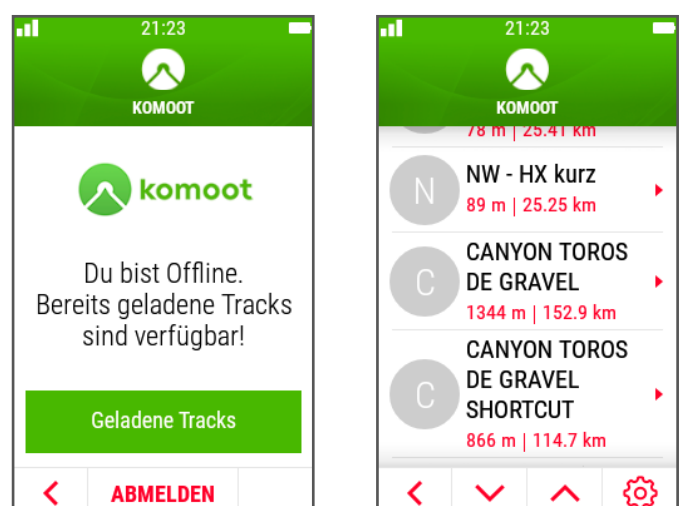 21:23
KOMOOT
komoot
Du bist Offline.
Bereits geladene Tracks
sind verfügbar!
Geladene Tracks
ABMELDEN
21:23
KOMOOT
78 m | 25.41 km
N
NW - HX kurz
89 m | 25.25 km
C
CANYON TOROS
DE GRAVEL
1344 m | 152.9 km
C
CANYON TOROS
DE GRAVEL
SHORTCUT
866 m | 114.7 km